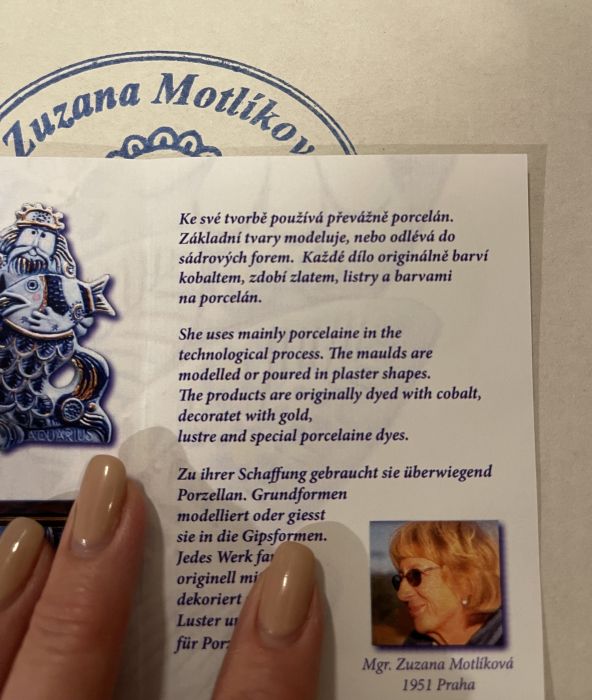 Zuzana Motlíkov
Ke své tvorbě používá převážně porcelán.
Základní tvary modeluje, nebo odlévá do
sádrových forem. Každé dílo originálně barví
kobaltem, zdobí zlatem, listry a barvami
na porcelán.
She uses mainly porcelaine in the
technological process. The maulds are
modelled or poured in plaster shapes.
The products are originally dyed with cobalt,
decoratet with gold,
lustre and special porcelaine dyes.
Zu ihrer Schaffung gebraucht sie überwiegend
Porzellan. Grundformen
modelliert oder giesst
sie in die Gipsformen.
Jedes Werk
originell
dekoriert
Luster
für
AQUARIUS
Mgr. Zuzana Motlíková
1951 Praha